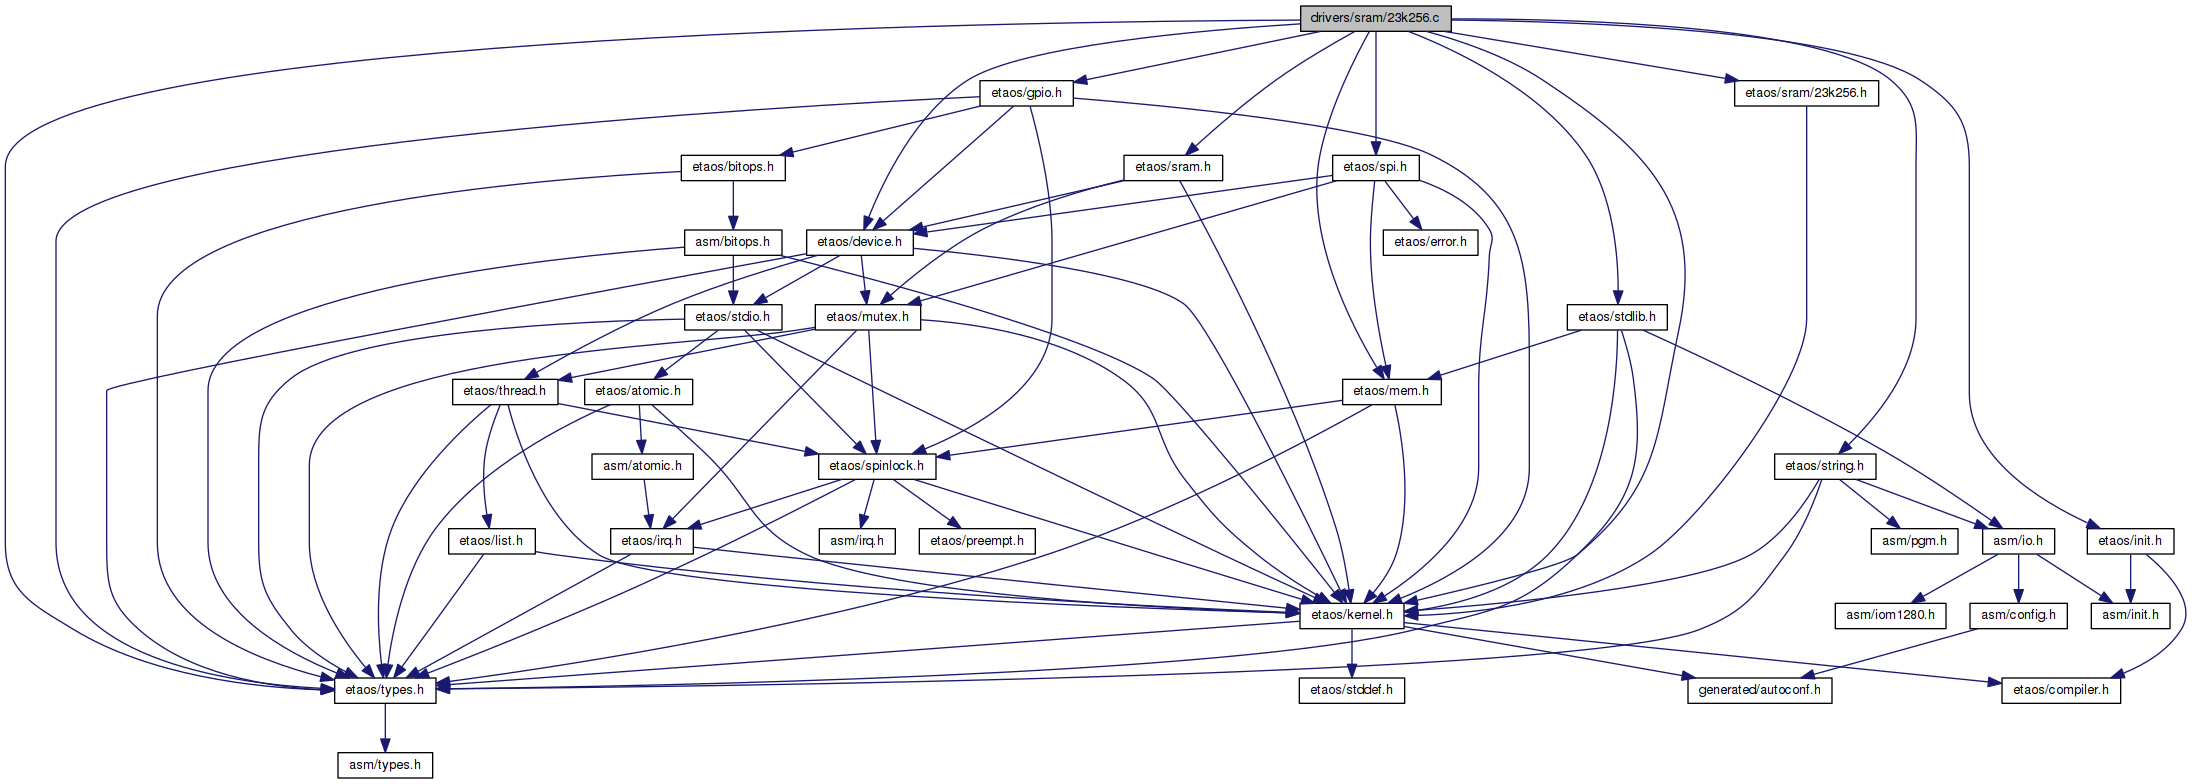 drivers/sram/23k256.c
etaos/gpio.h
etaos/sram/23k256.h
etaos/bitops.h
etaos/sram.h
etaos/spi.h
asm/bitops.h
etaos/device.h
etaos/error.h
etaos/stdio.h
etaos/mutex.h
etaos/stdlib.h
etaos/thread.h
etaos/atomic.h
etaos/mem.h
asm/atomic.h
etaos/spinlock.h
etaos/string.h
etaos/list.h
etaos/irq.h
asm/irq.h
etaos/preempt.h
asm/pgm.h
asm/io.h
etaos/init.h
etaos/kernel.h
asm/iom1280.h
asm/config.h
asm/init.h
etaos/types.h
etaos/stddef.h
generated/autoconf.h
etaos/compiler.h
asm/types.h